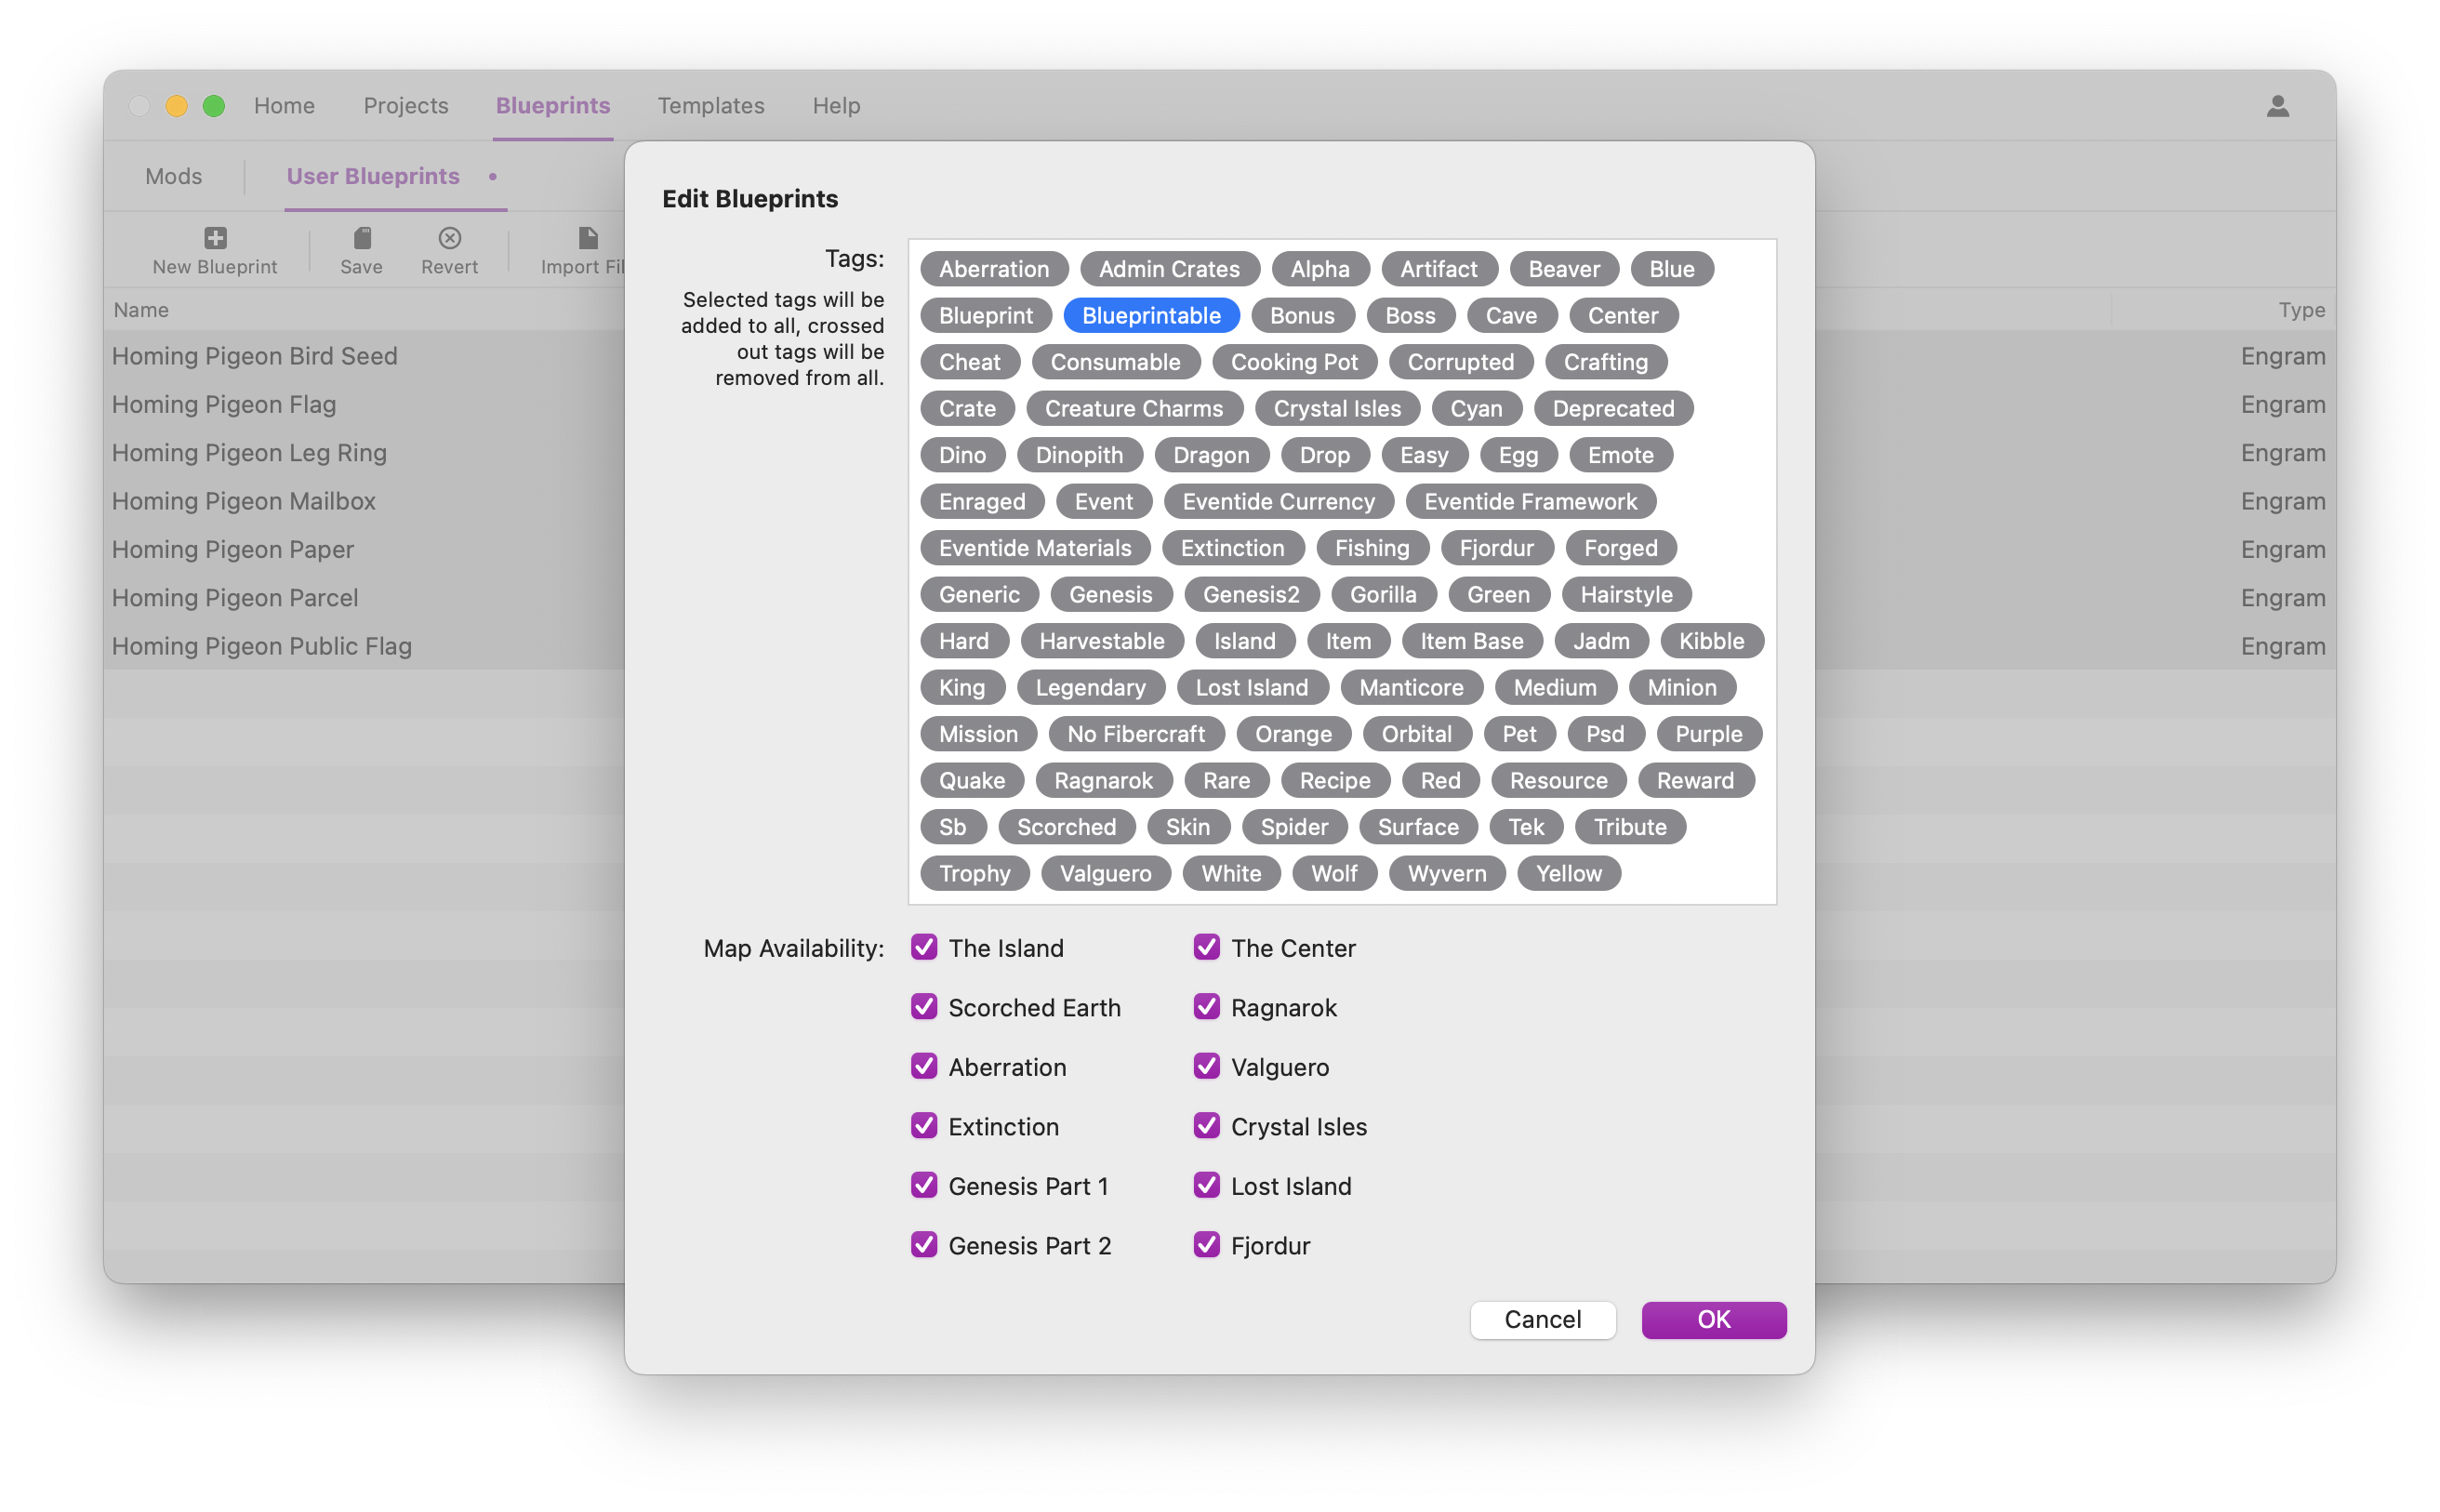 Home Projects Blueprints Templates Help
Mods User Blueprints •
New Blueprint Save Revert Import Fil
Name Type
Homing Pigeon Bird Seed Engram
Homing Pigeon Flag Engram
Homing Pigeon Leg Ring Engram
Homing Pigeon Mailbox Engram
Homing Pigeon Paper Engram
Homing Pigeon Parcel Engram
Homing Pigeon Public Flag Engram
Edit Blueprints
Tags:
Selected tags will be
added to all, crossed
out tags will be
removed from all.
Aberration Admin Crates Alpha Artifact Beaver Blue
Blueprint Blueprintable Bonus Boss Cave Center
Cheat Consumable Cooking Pot Corrupted Crafting
Crate Creature Charms Crystal Isles Cyan Deprecated
Dino Dinopith Dragon Drop Easy Egg Emote
Enraged Event Eventide Currency Eventide Framework
Eventide Materials Extinction Fishing Fjordur Forged
Generic Genesis Genesis2 Gorilla Green Hairstyle
Hard Harvestable Island Item Item Base Jadm Kibble
King Legendary Lost Island Manticore Medium Minion
Mission No Fibercraft Orange Orbital Pet Psd Purple
Quake Ragnarok Rare Recipe Red Resource Reward
Sb Scorched Skin Spider Surface Tek Tribute
Trophy Valguero White Wolf Wyvern Yellow
Map Availability: The Island The Center
Scorched Earth Ragnarok
Aberration Valguero
Extinction Crystal Isles
Genesis Part 1 Lost Island
Genesis Part 2 Fjordur
Cancel OK